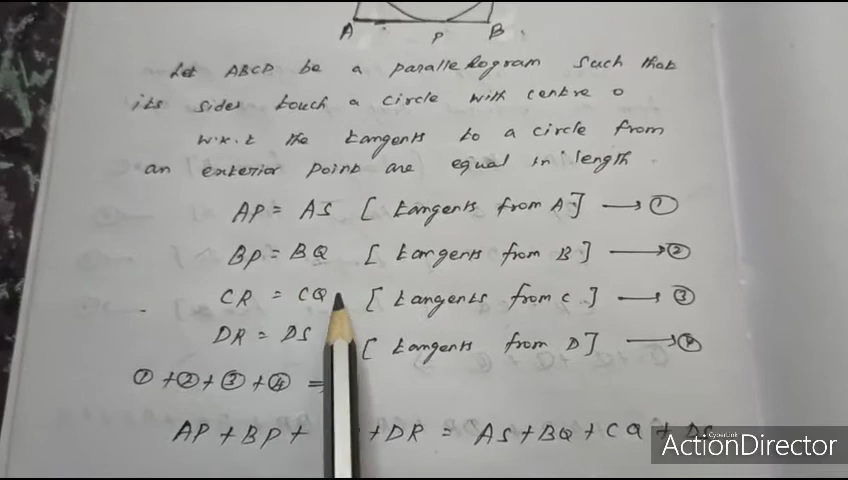 A P B
Let ABCD be a parallelogram such that
its sides touch a circle with centre O
W.K.t the tangents to a circle from
an exterior point are equal in length.
AP = AS [ tangents from A ] → ①
BP = BQ [ tangents from B ] → ②
CR = CQ [ tangents from C ] → ③
DR = DS [ tangents from D ] → ④
① + ② + ③ + ④ =
AP + BP + + DR = AS + BQ + CQ + DS
CyberLink
ActionDirector